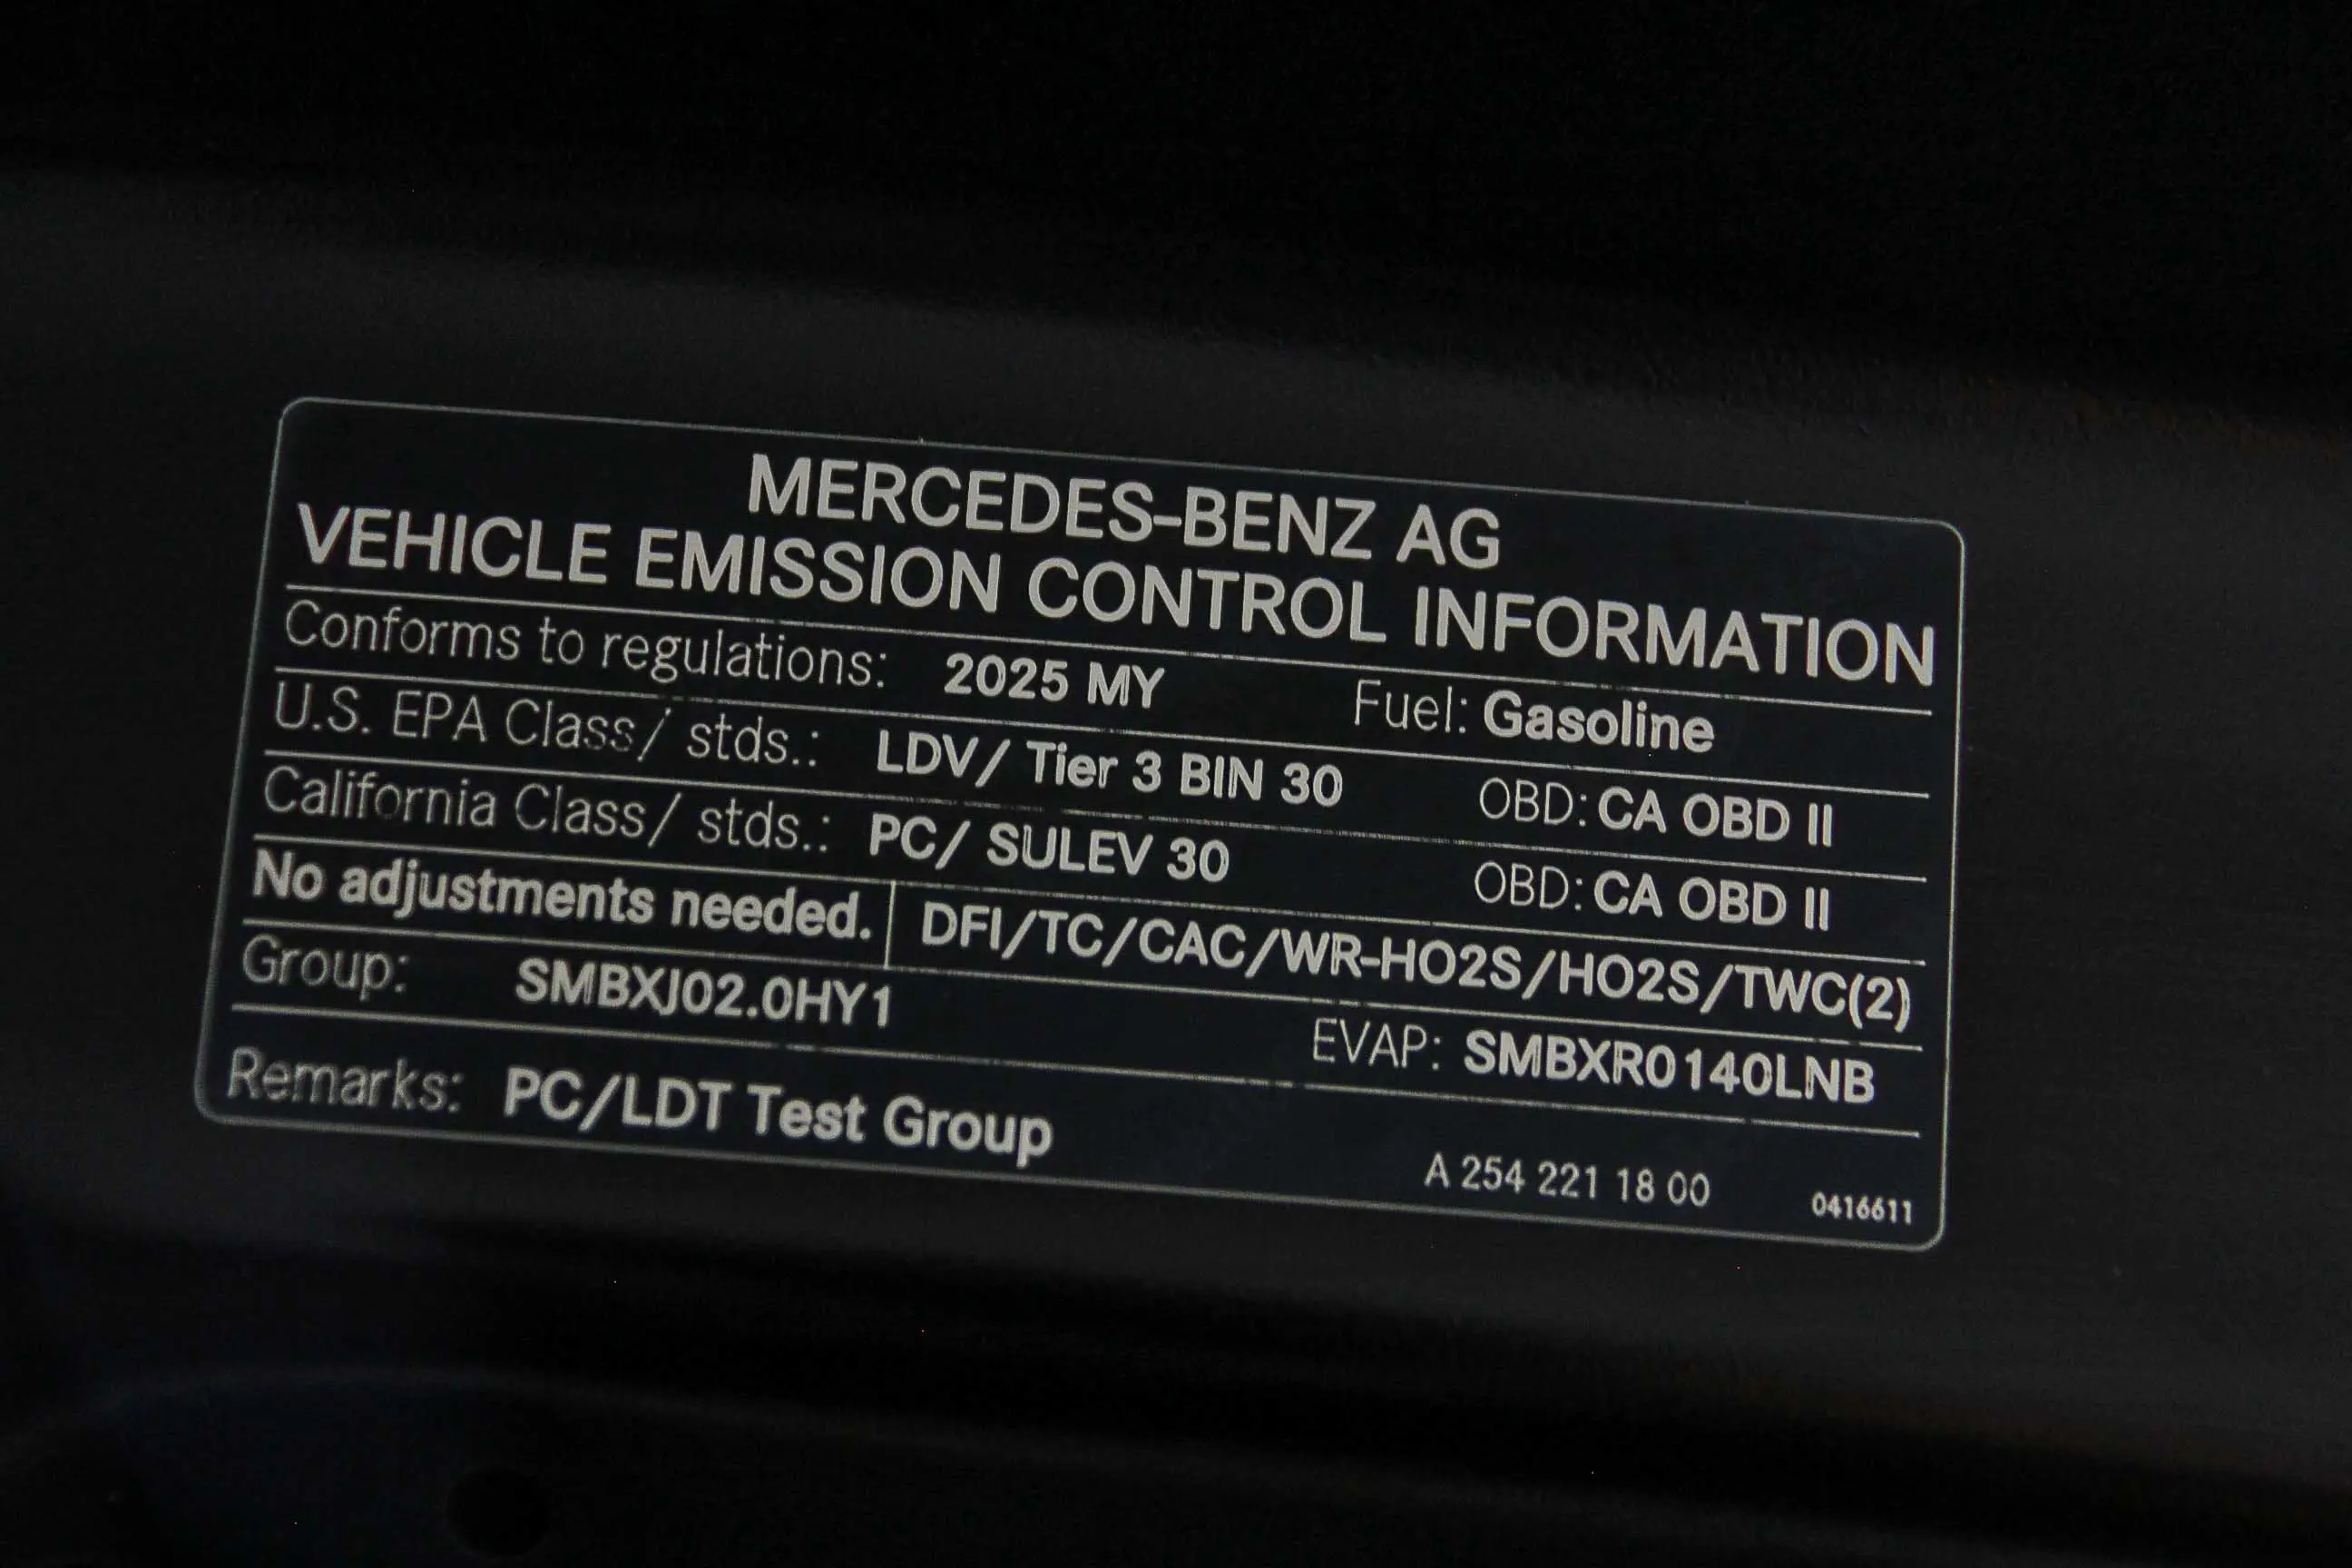 MERCEDES-BENZ AG
VEHICLE EMISSION CONTROL INFORMATION
Conforms to regulations: 2025 MY Fuel: Gasoline
U.S. EPA Class/ stds.: LDV/ Tier 3 BIN 30 OBD: CA OBD II
California Class/ stds.: PC/ SULEV 30 OBD: CA OBD II
No adjustments needed. DFI/TC/CAC/WR-HO2S/HO2S/TWC(2)
Group: SMBXJ02.0HY1 EVAP: SMBXR0140LNB
Remarks: PC/LDT Test Group
A 254 221 18 00 0416611